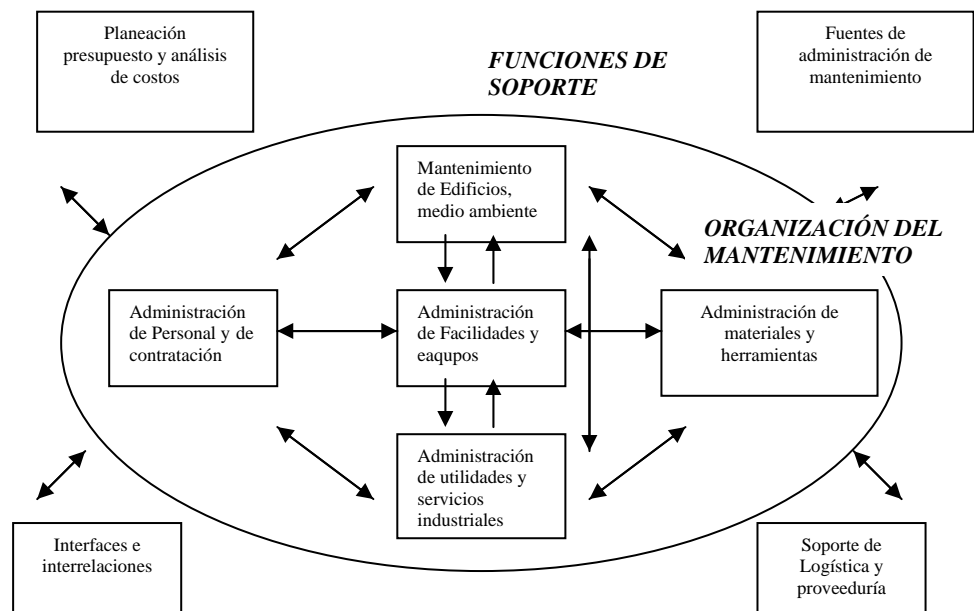 Planeación
presupuesto y análisis
de costos
FUNCIONES DE
SOPORTE
Fuentes de
administración de
mantenimiento
Mantenimiento
de Edificios,
medio ambiente
ORGANIZACIÓN DEL
MANTENIMIENTO
Administración
de Personal y de
contratación
Administración
de Facilidades y
eaqupos
Administración de
materiales y
herramientas
Administración
de utilidades y
servicios
industriales
Interfaces e
interrelaciones
Soporte de
Logística y
proveeduría